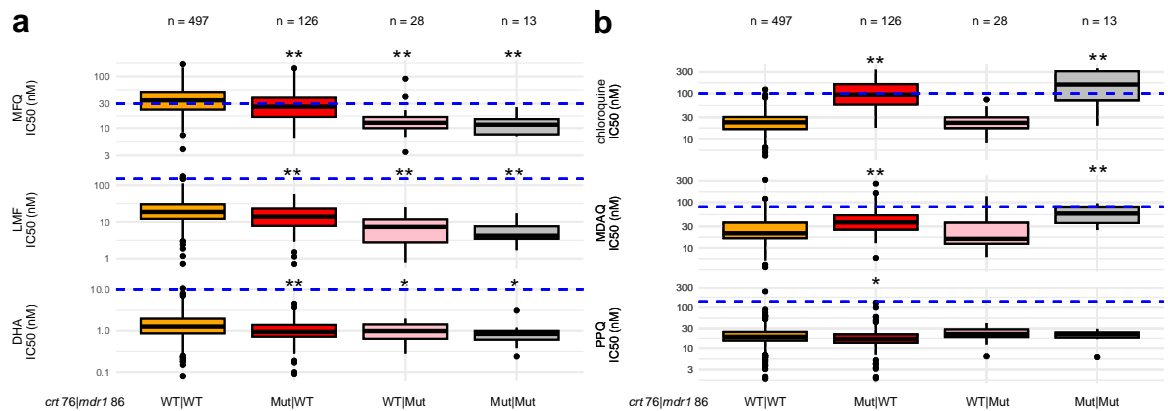 a
n = 497 n = 126 n = 28 n = 13
MFQ
IC50 (nM)
100
30
10
3
** ** **
LMF
IC50 (nM)
100
10
1
** ** **
DHA
IC50 (nM)
10.0
1.0
0.1
** * *
crt 76|mdr1 86 WT|WT Mut|WT WT|Mut Mut|Mut
b
n = 497 n = 126 n = 28 n = 13
chloroquine
IC50 (nM)
300
100
30
10
** **
MDAQ
IC50 (nM)
300
100
30
10
** **
PPQ
IC50 (nM)
300
100
30
10
3
*
crt 76|mdr1 86 WT|WT Mut|WT WT|Mut Mut|Mut